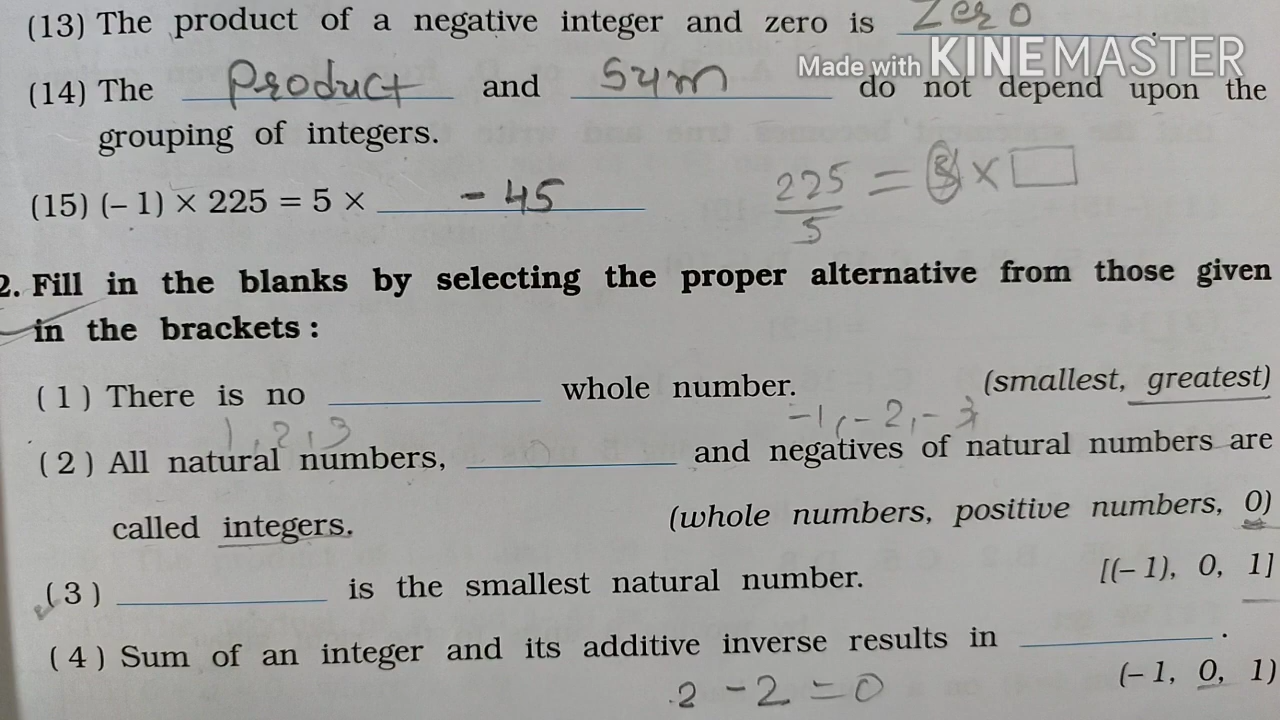 (13) The product of a negative integer and zero is Zero.
Made with KINEMASTER
(14) The Product and Sum do not depend upon the
grouping of integers.
(15) (– 1) × 225 = 5 × - 45
225/5 = 5 × □
2. Fill in the blanks by selecting the proper alternative from those given
in the brackets :
( 1 ) There is no ________ whole number. (smallest, greatest)
1, 2, 3 -1, -2, -3
( 2 ) All natural numbers, 0 and negatives of natural numbers are
called integers. (whole numbers, positive numbers, 0)
( 3 ) ________ is the smallest natural number. [(– 1), 0, 1]
( 4 ) Sum of an integer and its additive inverse results in ________ .
(– 1, 0, 1)
2 - 2 = 0